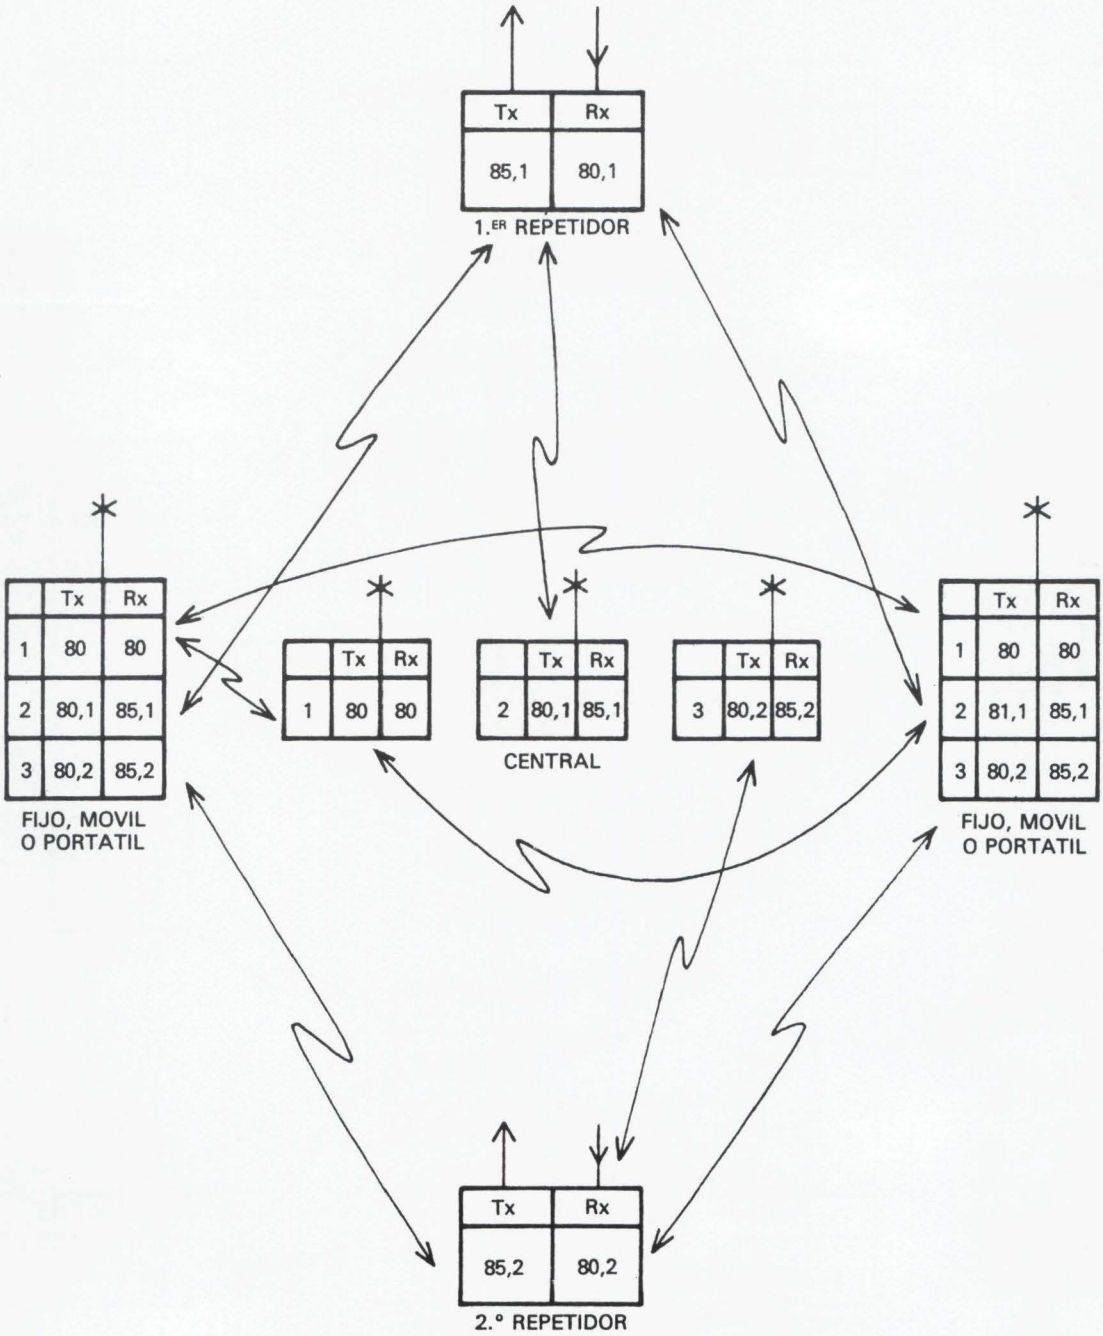 Tx Rx
85,1 80,1
1.ER REPETIDOR
Tx Rx
1 80 80
2 80,1 85,1
3 80,2 85,2
FIJO, MOVIL
O PORTATIL
Tx Rx
1 80 80
Tx Rx
2 80,1 85,1
CENTRAL
Tx Rx
3 80,2 85,2
Tx Rx
1 80 80
2 81,1 85,1
3 80,2 85,2
FIJO, MOVIL
O PORTATIL
Tx Rx
85,2 80,2
2.º REPETIDOR